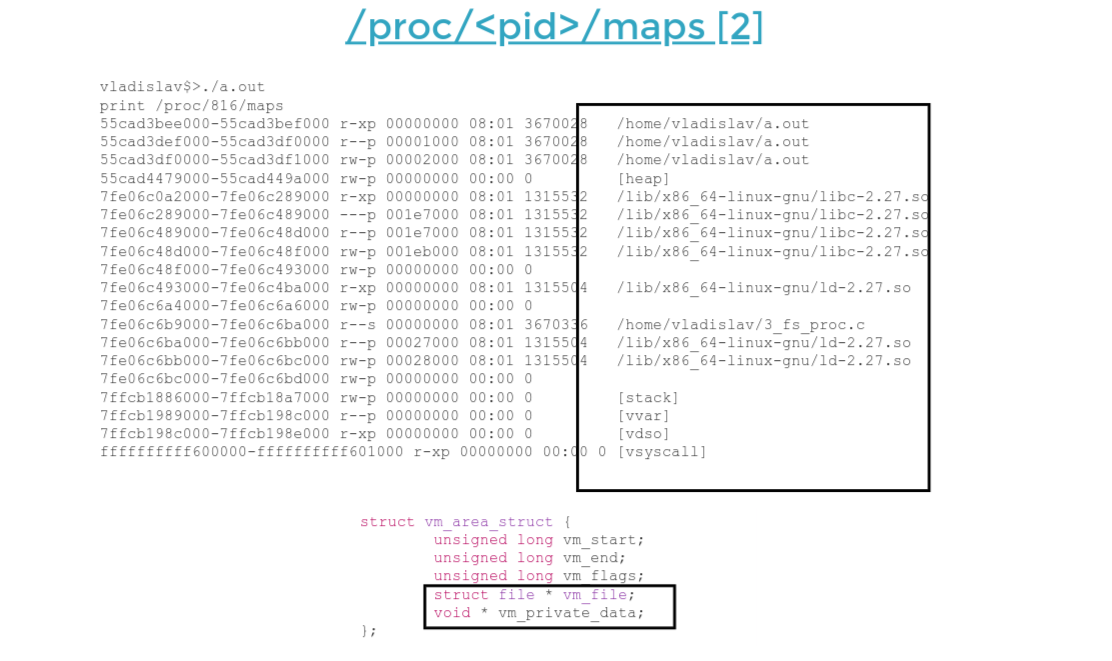 /proc/<pid>/maps [2]
vladislav$>./a.out
print /proc/816/maps
55cad3bee000-55cad3bef000 r-xp 00000000 08:01 3670028 /home/vladislav/a.out
55cad3def000-55cad3df0000 r--p 00001000 08:01 3670028 /home/vladislav/a.out
55cad3df0000-55cad3df1000 rw-p 00002000 08:01 3670028 /home/vladislav/a.out
55cad4479000-55cad449a000 rw-p 00000000 00:00 0 [heap]
7fe06c0a2000-7fe06c289000 r-xp 00000000 08:01 1315532 /lib/x86_64-linux-gnu/libc-2.27.so
7fe06c289000-7fe06c489000 ---p 001e7000 08:01 1315532 /lib/x86_64-linux-gnu/libc-2.27.so
7fe06c489000-7fe06c48d000 r--p 001e7000 08:01 1315532 /lib/x86_64-linux-gnu/libc-2.27.so
7fe06c48d000-7fe06c48f000 rw-p 001eb000 08:01 1315532 /lib/x86_64-linux-gnu/libc-2.27.so
7fe06c48f000-7fe06c493000 rw-p 00000000 00:00 0
7fe06c493000-7fe06c4ba000 r-xp 00000000 08:01 1315504 /lib/x86_64-linux-gnu/ld-2.27.so
7fe06c6a4000-7fe06c6a6000 rw-p 00000000 00:00 0
7fe06c6b9000-7fe06c6ba000 r--s 00000000 08:01 3670336 /home/vladislav/3_fs_proc.c
7fe06c6ba000-7fe06c6bb000 r--p 00027000 08:01 1315504 /lib/x86_64-linux-gnu/ld-2.27.so
7fe06c6bb000-7fe06c6bc000 rw-p 00028000 08:01 1315504 /lib/x86_64-linux-gnu/ld-2.27.so
7fe06c6bc000-7fe06c6bd000 rw-p 00000000 00:00 0
7ffcb1886000-7ffcb18a7000 rw-p 00000000 00:00 0 [stack]
7ffcb1989000-7ffcb198c000 r--p 00000000 00:00 0 [vvar]
7ffcb198c000-7ffcb198e000 r-xp 00000000 00:00 0 [vdso]
ffffffffff600000-ffffffffff601000 r-xp 00000000 00:00 0 [vsyscall]
struct vm_area_struct {
unsigned long vm_start;
unsigned long vm_end;
unsigned long vm_flags;
struct file * vm_file;
void * vm_private_data;
};